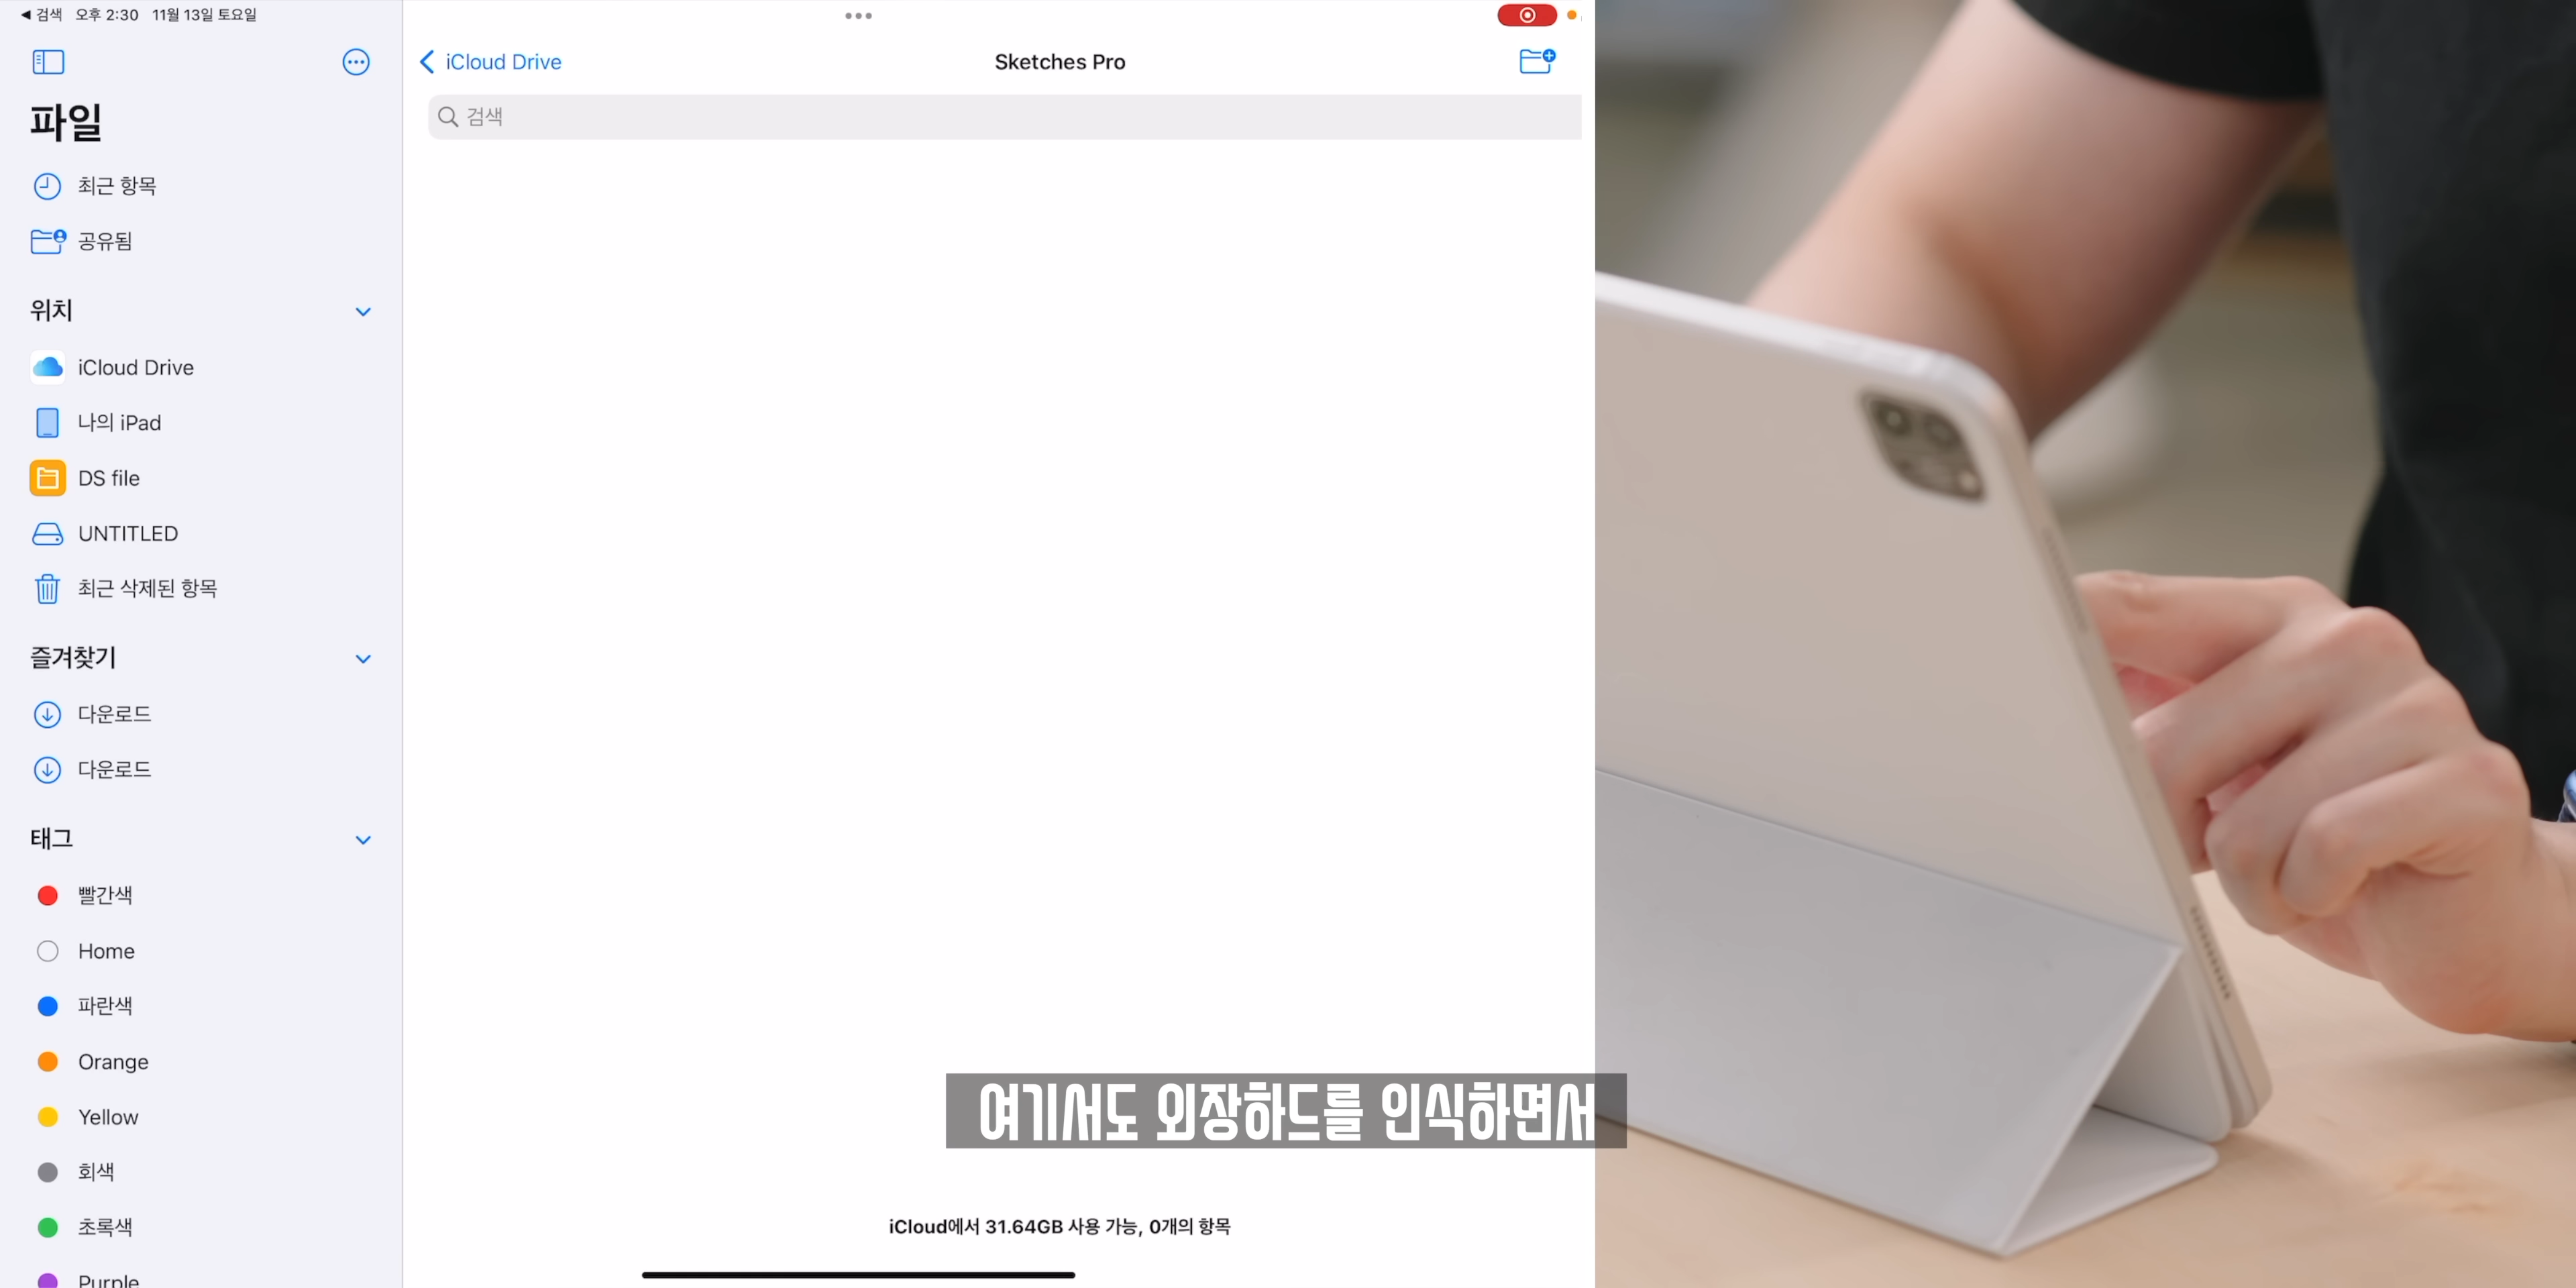 ◀ 검색 오후 2:30 11월 13일 토요일
파일
최근 항목
공유됨
위치
iCloud Drive
나의 iPad
DS file
UNTITLED
최근 삭제된 항목
즐겨찾기
다운로드
다운로드
태그
빨간색
Home
파란색
Orange
Yellow
회색
초록색
Purple
iCloud Drive
Sketches Pro
검색
여기서도 외장하드를 인식하면서
iCloud에서 31.64GB 사용 가능, 0개의 항목